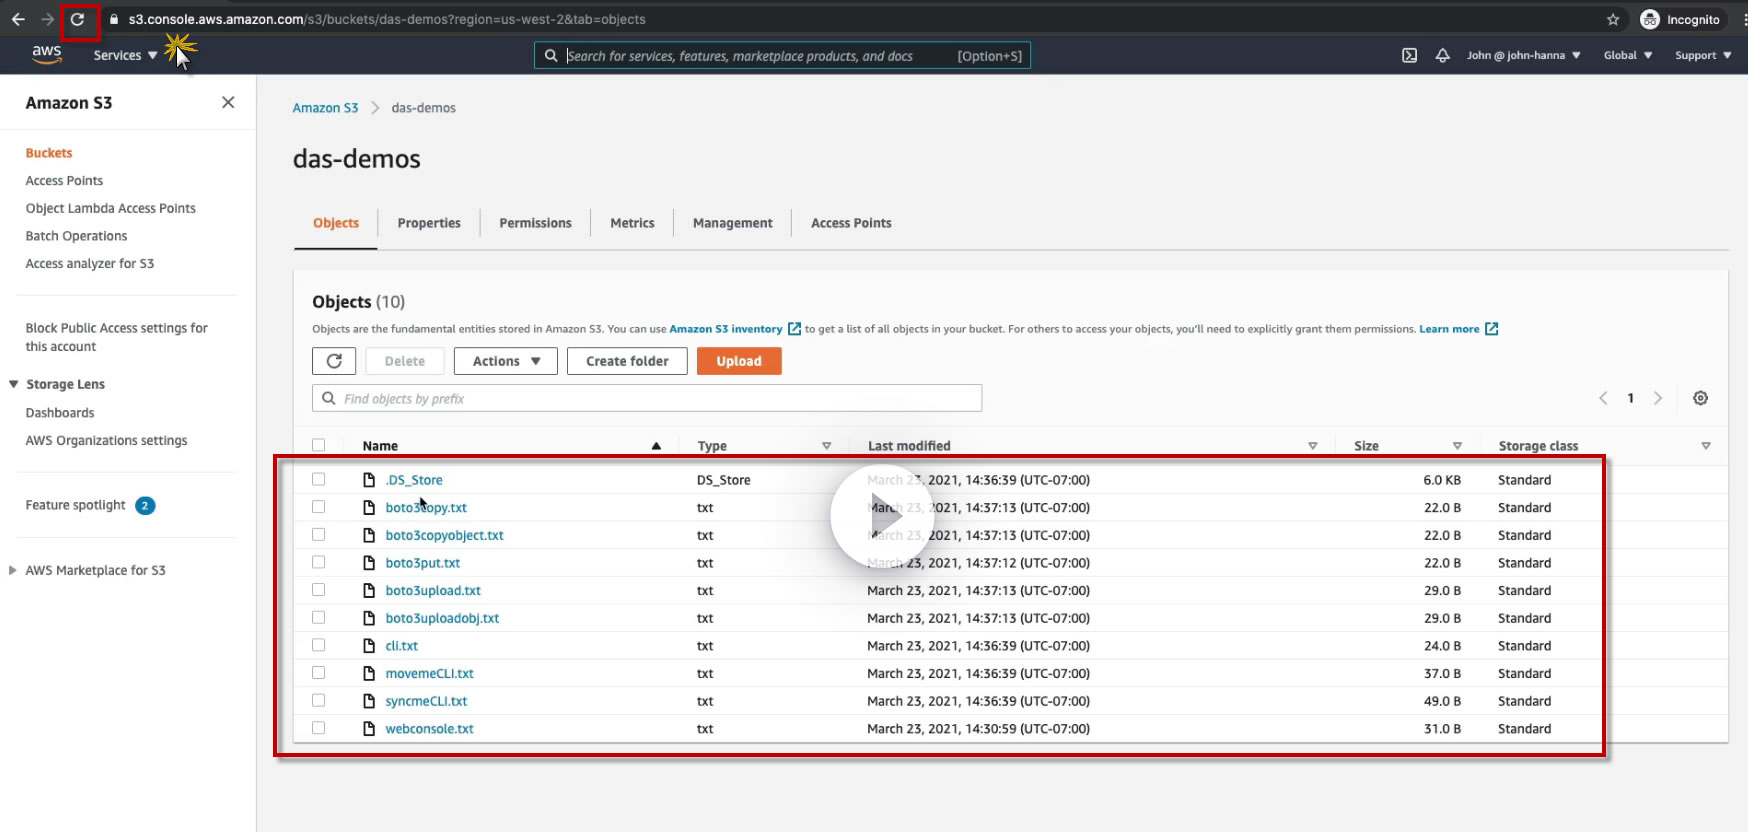 s3.console.aws.amazon.com/s3/buckets/das-demos?region=us-west-2&tab=objects
Incognito
aws
Services
Search for services, features, marketplace products, and docs [Option+S]
John @ john-hanna
Global
Support
Amazon S3
Buckets
Access Points
Object Lambda Access Points
Batch Operations
Access analyzer for S3
Block Public Access settings for
this account
Storage Lens
Dashboards
AWS Organizations settings
Feature spotlight 2
AWS Marketplace for S3
Amazon S3 das-demos
das-demos
Objects Properties Permissions Metrics Management Access Points
Objects (10)
Objects are the fundamental entities stored in Amazon S3. You can use Amazon S3 inventory to get a list of all objects in your bucket. For others to access your objects, you'll need to explicitly grant them permissions. Learn more
Delete Actions Create folder Upload
Find objects by prefix
1
Name Type Last modified Size Storage class
.DS_Store DS_Store March 23, 2021, 14:36:39 (UTC-07:00) 6.0 KB Standard
boto3copy.txt txt March 23, 2021, 14:37:13 (UTC-07:00) 22.0 B Standard
boto3copyobject.txt txt March 23, 2021, 14:37:13 (UTC-07:00) 22.0 B Standard
boto3put.txt txt March 23, 2021, 14:37:12 (UTC-07:00) 22.0 B Standard
boto3upload.txt txt March 23, 2021, 14:37:13 (UTC-07:00) 29.0 B Standard
boto3uploadobj.txt txt March 23, 2021, 14:37:13 (UTC-07:00) 29.0 B Standard
cli.txt txt March 23, 2021, 14:36:39 (UTC-07:00) 24.0 B Standard
movemeCLI.txt txt March 23, 2021, 14:36:39 (UTC-07:00) 37.0 B Standard
syncmeCLI.txt txt March 23, 2021, 14:36:39 (UTC-07:00) 49.0 B Standard
webconsole.txt txt March 23, 2021, 14:30:59 (UTC-07:00) 31.0 B Standard